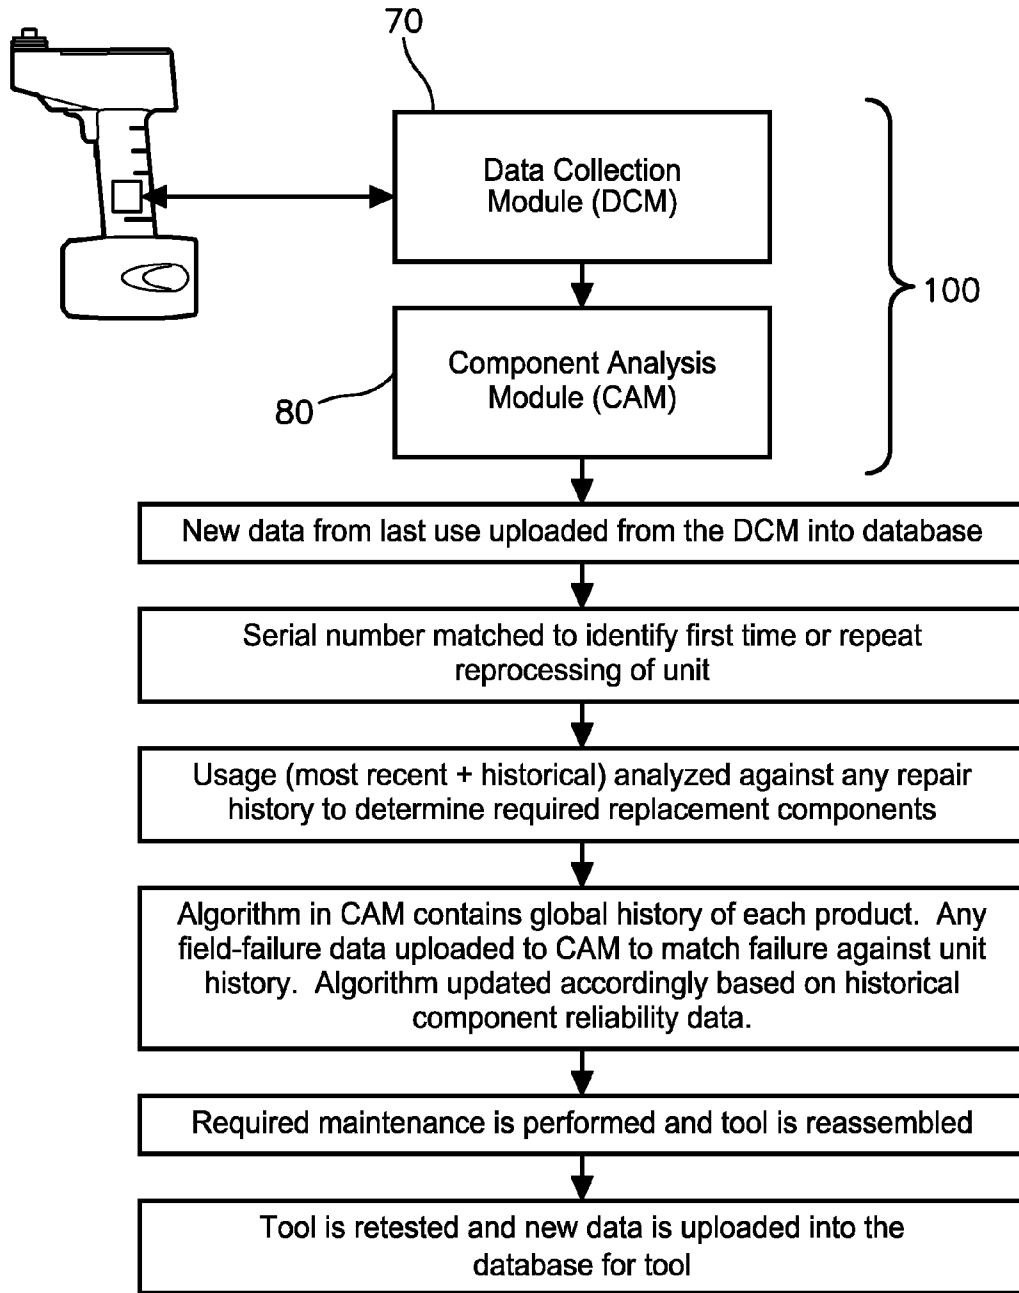 70
Data Collection
Module (DCM)
100
Component Analysis
Module (CAM)
80
New data from last use uploaded from the DCM into database
Serial number matched to identify first time or repeat
reprocessing of unit
Usage (most recent + historical) analyzed against any repair
history to determine required replacement components
Algorithm in CAM contains global history of each product.  Any
field-failure data uploaded to CAM to match failure against unit
history.  Algorithm updated accordingly based on historical
component reliability data.
Required maintenance is performed and tool is reassembled
Tool is retested and new data is uploaded into the
database for tool